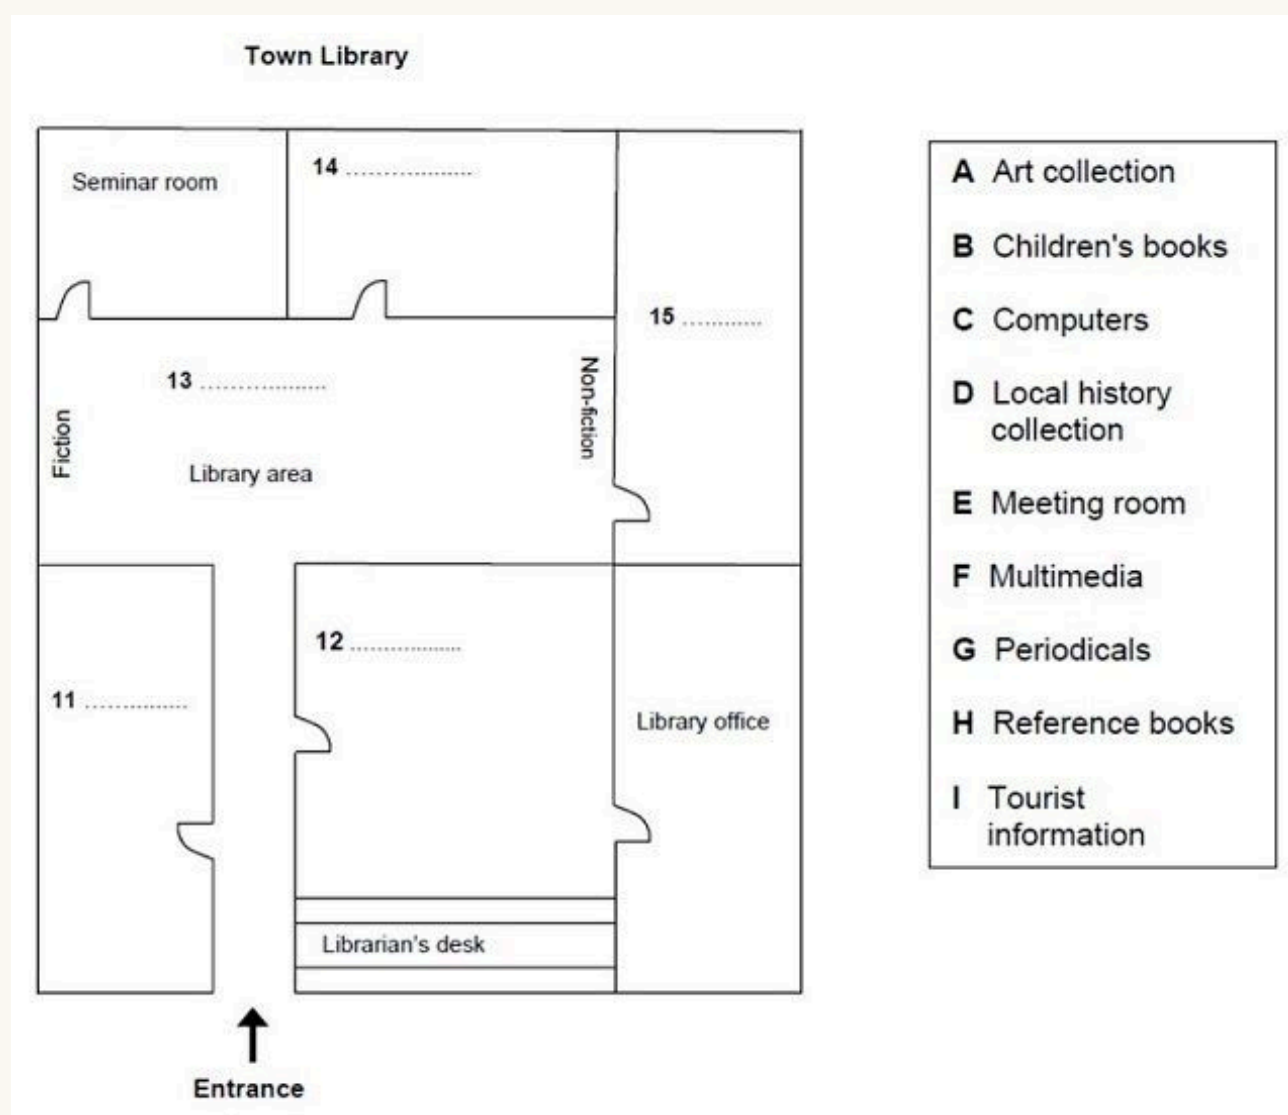 Town Library
Seminar room
14 ......................
15 ..............
13 ......................
Fiction
Non-fiction
Library area
12 ....................
11 ..................
Library office
Librarian's desk
Entrance
A Art collection
B Children's books
C Computers
D Local history
collection
E Meeting room
F Multimedia
G Periodicals
H Reference books
I Tourist
information